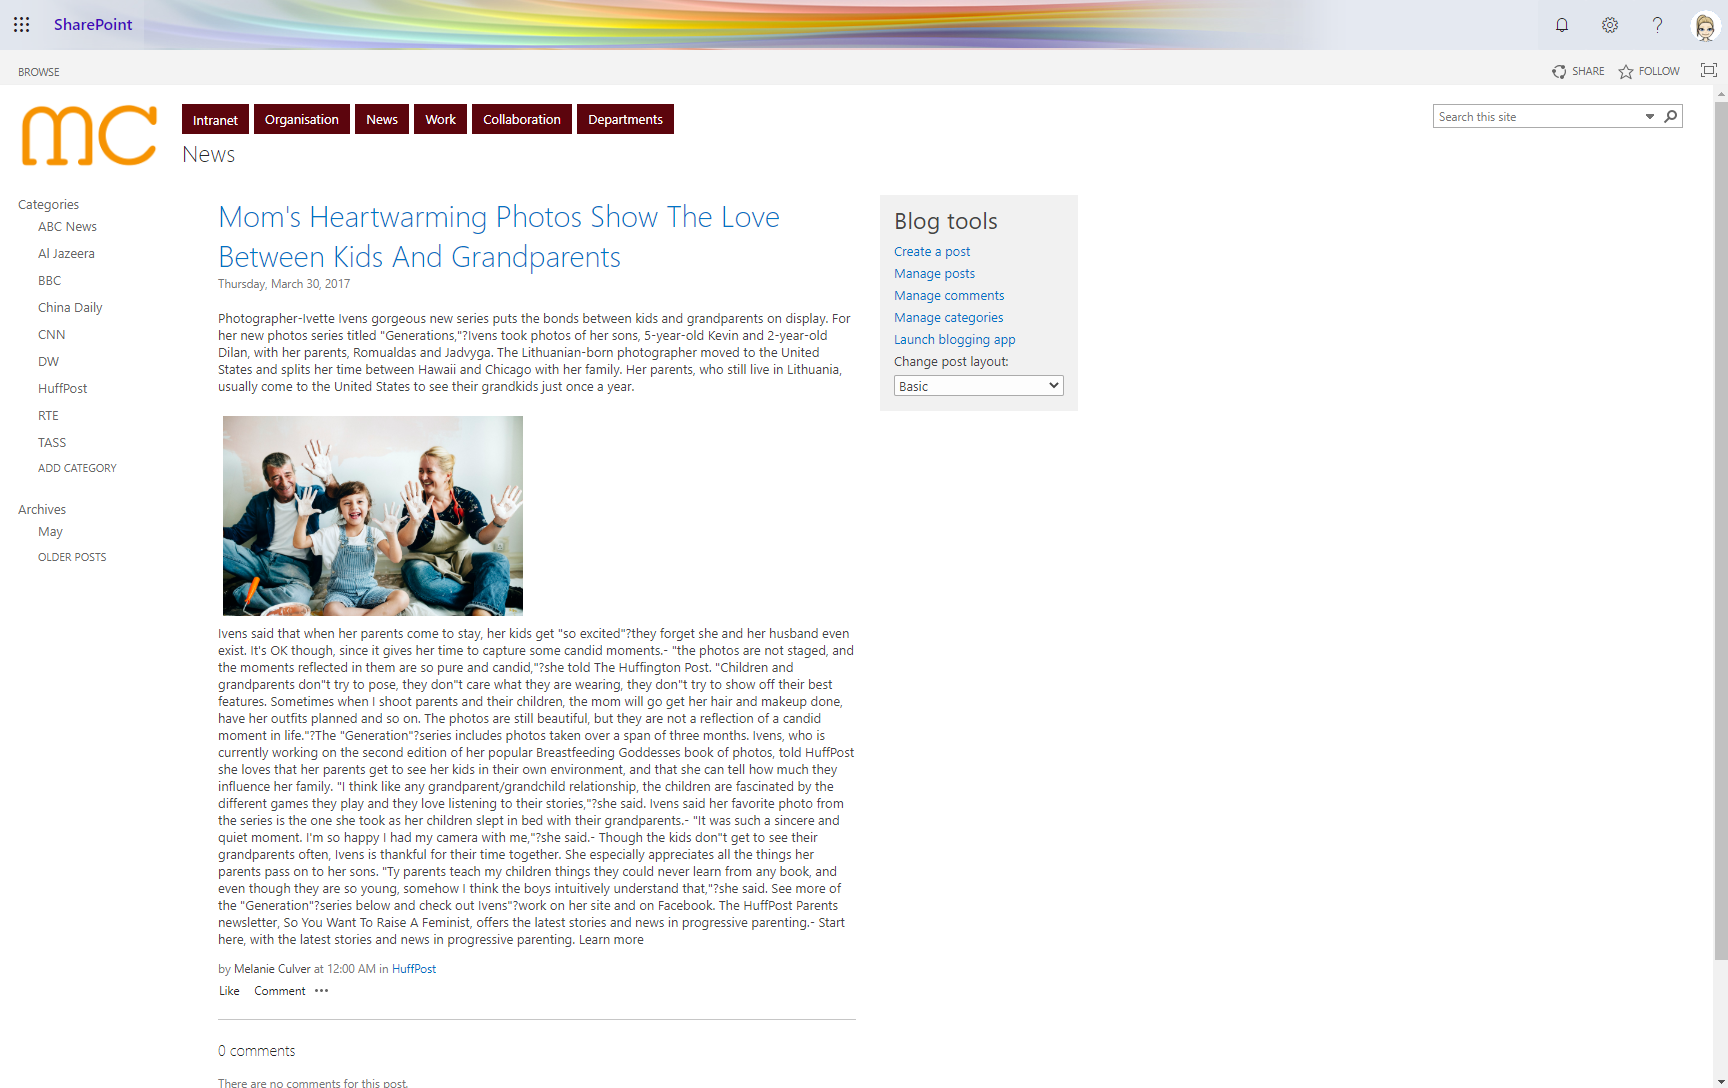 SharePoint
BROWSE
SHARE
FOLLOW
mc
Intranet
Organisation
News
Work
Collaboration
Departments
Search this site
News
Categories
ABC News
Al Jazeera
BBC
China Daily
CNN
DW
HuffPost
RTE
TASS
ADD CATEGORY
Archives
May
OLDER POSTS
Mom's Heartwarming Photos Show The Love
Between Kids And Grandparents
Thursday, March 30, 2017
Photographer-Ivette Ivens gorgeous new series puts the bonds between kids and grandparents on display. For
her new photos series titled "Generations,"?Ivens took photos of her sons, 5-year-old Kevin and 2-year-old
Dilan, with her parents, Romualdas and Jadvyga. The Lithuanian-born photographer moved to the United
States and splits her time between Hawaii and Chicago with her family. Her parents, who still live in Lithuania,
usually come to the United States to see their grandkids just once a year.
Ivens said that when her parents come to stay, her kids get "so excited"?they forget she and her husband even
exist. It's OK though, since it gives her time to capture some candid moments.- "the photos are not staged, and
the moments reflected in them are so pure and candid,"?she told The Huffington Post. "Children and
grandparents don"t try to pose, they don"t care what they are wearing, they don"t try to show off their best
features. Sometimes when I shoot parents and their children, the mom will go get her hair and makeup done,
have her outfits planned and so on. The photos are still beautiful, but they are not a reflection of a candid
moment in life."?The "Generation"?series includes photos taken over a span of three months. Ivens, who is
currently working on the second edition of her popular Breastfeeding Goddesses book of photos, told HuffPost
she loves that her parents get to see her kids in their own environment, and that she can tell how much they
influence her family. "I think like any grandparent/grandchild relationship, the children are fascinated by the
different games they play and they love listening to their stories,"?she said. Ivens said her favorite photo from
the series is the one she took as her children slept in bed with their grandparents.- "It was such a sincere and
quiet moment. I'm so happy I had my camera with me,"?she said.- Though the kids don"t get to see their
grandparents often, Ivens is thankful for their time together. She especially appreciates all the things her
parents pass on to her sons. "Ty parents teach my children things they could never learn from any book, and
even though they are so young, somehow I think the boys intuitively understand that,"?she said. See more of
the "Generation"?series below and check out Ivens"?work on her site and on Facebook. The HuffPost Parents
newsletter, So You Want To Raise A Feminist, offers the latest stories and news in progressive parenting.- Start
here, with the latest stories and news in progressive parenting. Learn more
by Melanie Culver at 12:00 AM in HuffPost
Like Comment •••
0 comments
There are no comments for this post.
Blog tools
Create a post
Manage posts
Manage comments
Manage categories
Launch blogging app
Change post layout:
Basic